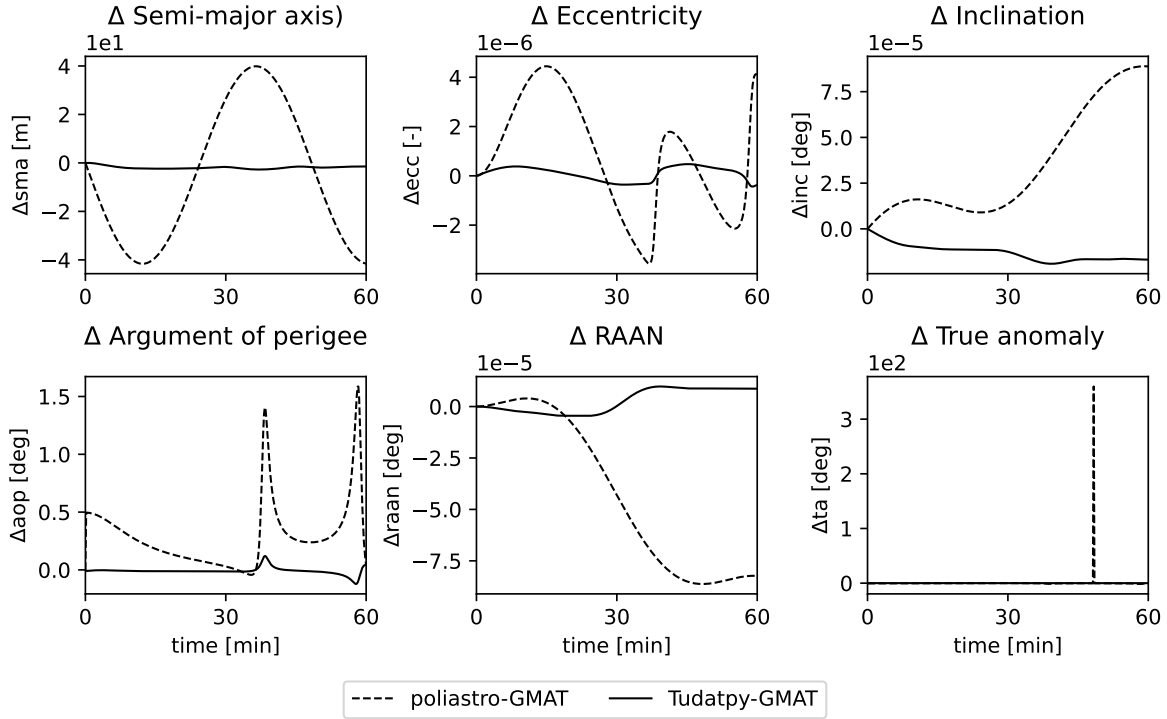 Δ Semi-major axis)
1e1
Δsma [m]
4
2
0
−2
−4
0 30 60
Δ Eccentricity
1e−6
Δecc [-]
4
2
0
−2
0 30 60
Δ Inclination
1e−5
Δinc [deg]
7.5
5.0
2.5
0.0
0 30 60
Δ Argument of perigee
Δaop [deg]
1.5
1.0
0.5
0.0
0 30 60
time [min]
Δ RAAN
1e−5
Δraan [deg]
0.0
−2.5
−5.0
−7.5
0 30 60
time [min]
Δ True anomaly
1e2
Δta [deg]
3
2
1
0
0 30 60
time [min]
poliastro-GMAT Tudatpy-GMAT